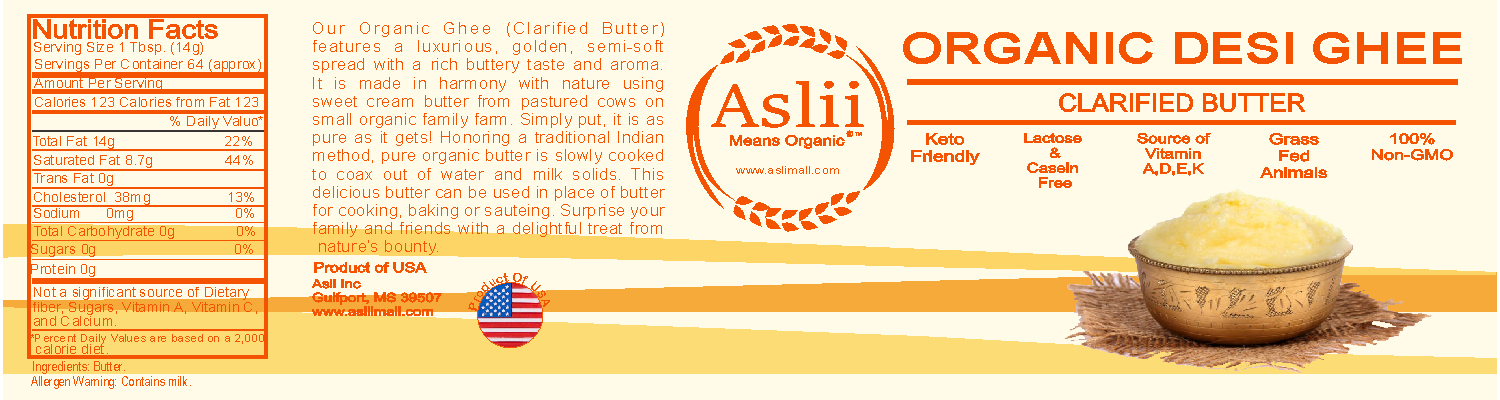 Nutrition Facts
Serving Size 1 Tbsp. (14g)
Servings Per Container 64 (approx)
Amount Per Serving
Calories 123 Calories from Fat 123
% Daily Value*
Total Fat 14g 22%
Saturated Fat 8.7g 44%
Trans Fat 0g
Cholesterol 38mg 13%
Sodium 0mg 0%
Total Carbohydrate 0g 0%
Sugars 0g 0%
Protein 0g
Not a significant source of Dietary
fiber, Sugars, Vitamin A, Vitamin C,
and Calcium.
*Percent Daily Values are based on a 2,000
calorie diet.
Ingredients: Butter.
Allergen Warning: Contains milk.
Our Organic Ghee (Clarified Butter)
features a luxurious, golden, semi-soft
spread with a rich buttery taste and aroma.
It is made in harmony with nature using
sweet cream butter from pastured cows on
small organic family farm. Simply put, it is as
pure as it gets! Honoring a traditional Indian
method, pure organic butter is slowly cooked
to coax out of water and milk solids. This
delicious butter can be used in place of butter
for cooking, baking or sauteing. Surprise your
family and friends with a delightful treat from
nature's bounty.
Product of USA
Asli Inc
Gulfport, MS 39507
www.asliimall.com
Product Of USA
Aslii
Means Organic®™
www.aslimall.com
ORGANIC DESI GHEE
CLARIFIED BUTTER
Keto
Friendly
Lactose
&
Casein
Free
Source of
Vitamin
A,D,E,K
Grass
Fed
Animals
100%
Non-GMO